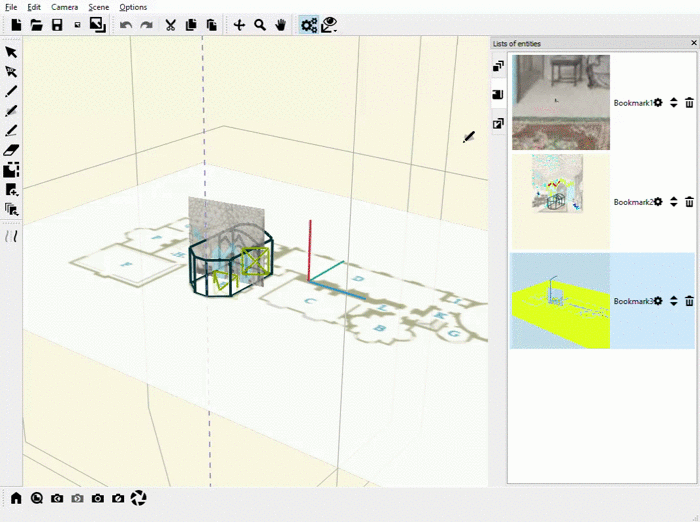 File Edit Camera Scene Options
Lists of entities
Bookmark1
Bookmark2
Bookmark3
F
H
D
C
L
B
K
G